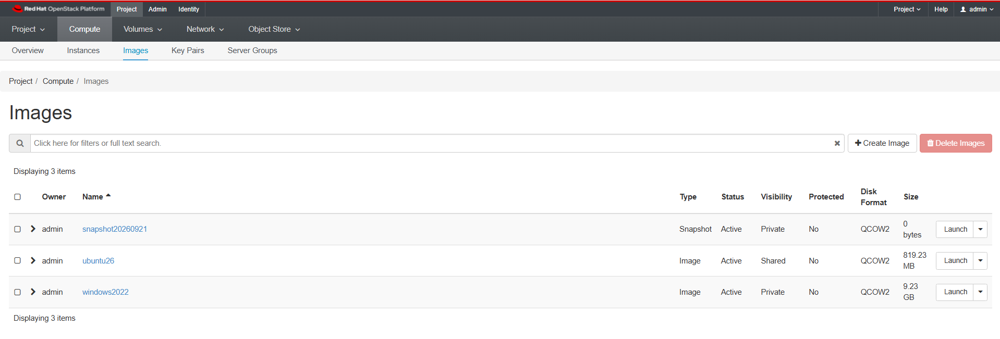 Red Hat OpenStack Platform Project Admin Identity Project Help admin
Project Compute Volumes Network Object Store
Overview Instances Images Key Pairs Server Groups
Project / Compute / Images
Images
Click here for filters or full text search. Create Image Delete Images
Displaying 3 items
Owner Name Type Status Visibility Protected Disk Format Size
admin snapshot20260921 Snapshot Active Private No QCOW2 0 bytes Launch
admin ubuntu26 Image Active Shared No QCOW2 819.23 MB Launch
admin windows2022 Image Active Private No QCOW2 9.23 GB Launch
Displaying 3 items